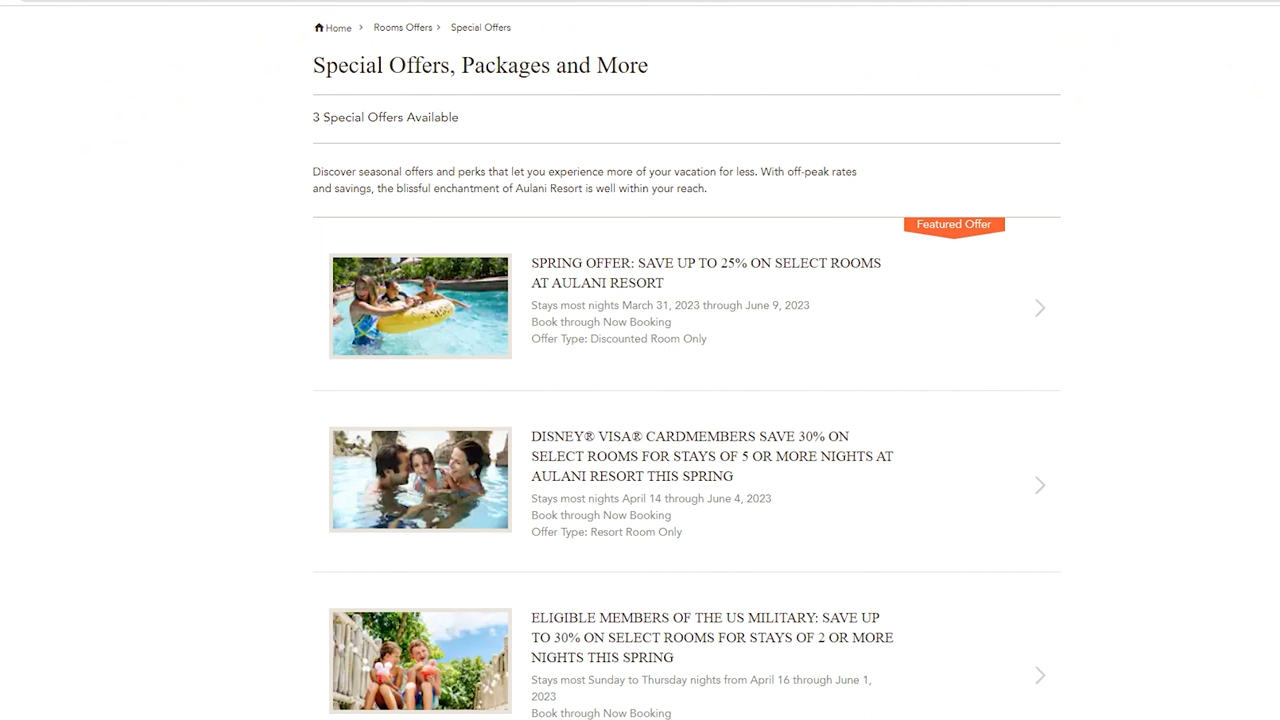 Home > Rooms Offers > Special Offers
Special Offers, Packages and More
3 Special Offers Available
Discover seasonal offers and perks that let you experience more of your vacation for less. With off-peak rates
and savings, the blissful enchantment of Aulani Resort is well within your reach.
Featured Offer
SPRING OFFER: SAVE UP TO 25% ON SELECT ROOMS
AT AULANI RESORT
Stays most nights March 31, 2023 through June 9, 2023
Book through Now Booking
Offer Type: Discounted Room Only
DISNEY® VISA® CARDMEMBERS SAVE 30% ON
SELECT ROOMS FOR STAYS OF 5 OR MORE NIGHTS AT
AULANI RESORT THIS SPRING
Stays most nights April 14 through June 4, 2023
Book through Now Booking
Offer Type: Resort Room Only
ELIGIBLE MEMBERS OF THE US MILITARY: SAVE UP
TO 30% ON SELECT ROOMS FOR STAYS OF 2 OR MORE
NIGHTS THIS SPRING
Stays most Sunday to Thursday nights from April 16 through June 1,
2023
Book through Now Booking